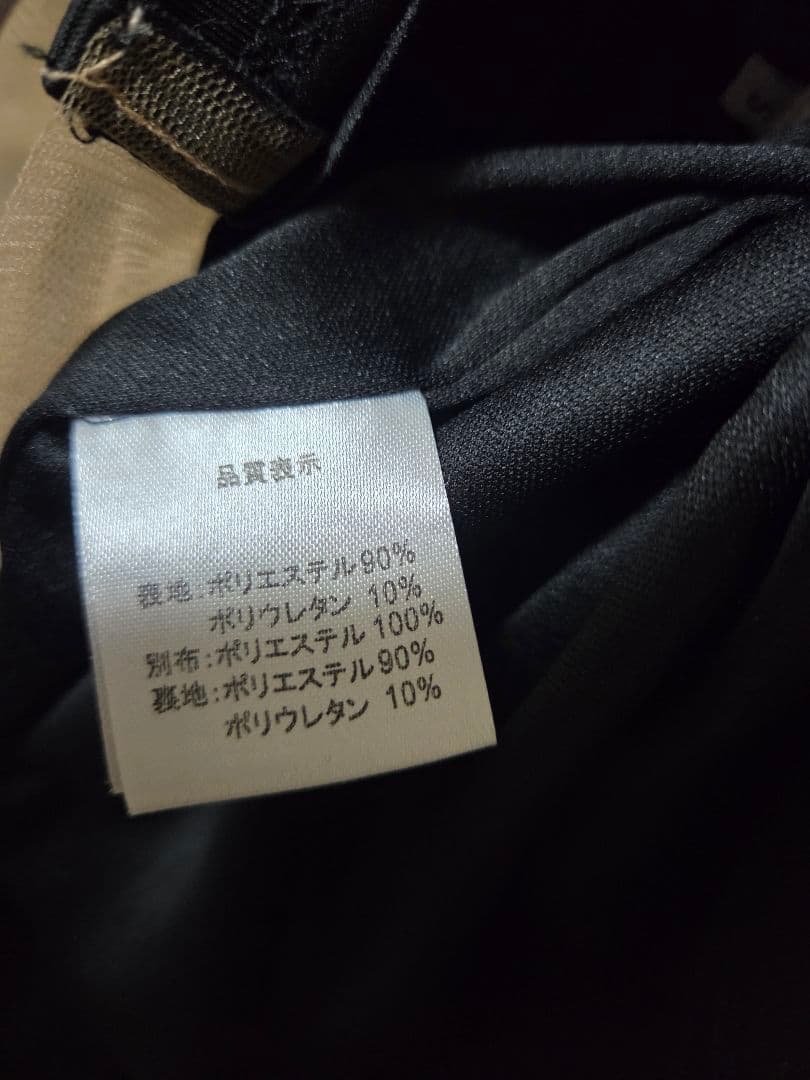 品質表示
表地:ポリエステル90%
ポリウレタン 10%
別布:ポリエステル100%
裏地:ポリエステル90%
ポリウレタン 10%